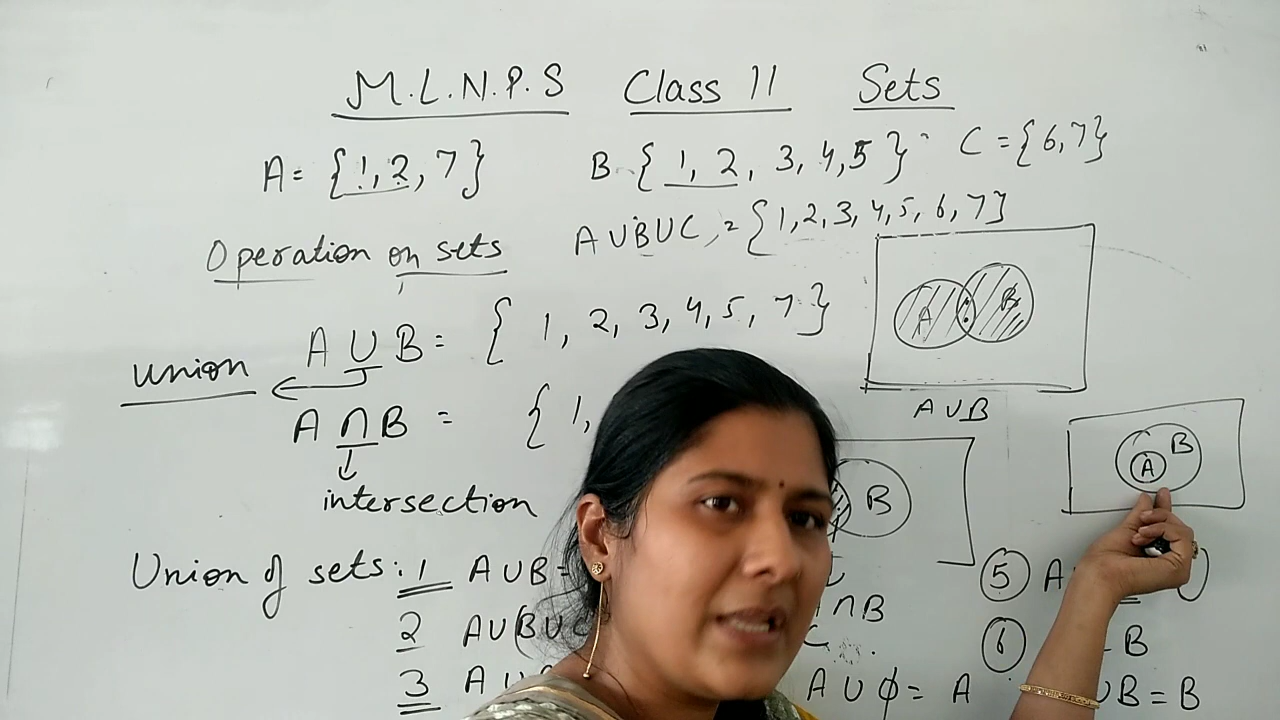 M.L.N.P.S Class 11 Sets
A = {1, 2, 7} B {1, 2, 3, 4, 5} C = {6, 7}
A∪B∪C = {1, 2, 3, 4, 5, 6, 7}
Operation on sets
A B
A∪B = {1, 2, 3, 4, 5, 7}
union
A∪B
A∩B = {1,
A B
intersection
B
Union of sets: 1 A∪B=
∩B
5 A
2 A∪(B∪C
C
6 B
3 A∪
A∪ϕ = A
∪B = B